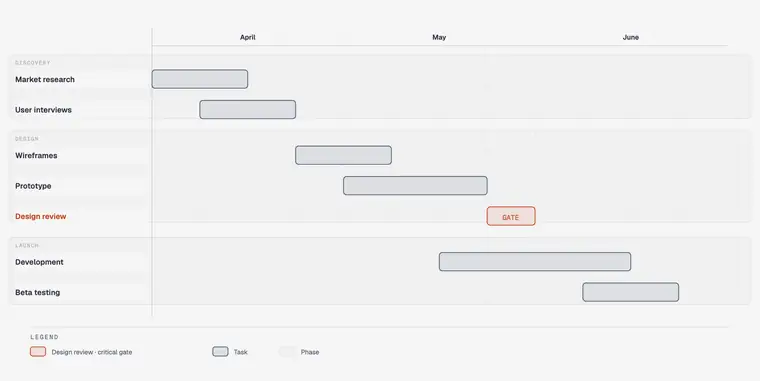 April May June
DISCOVERY
Market research
User interviews
DESIGN
Wireframes
Prototype
Design review
GATE
LAUNCH
Development
Beta testing
LEGEND
Design review · critical gate Task Phase